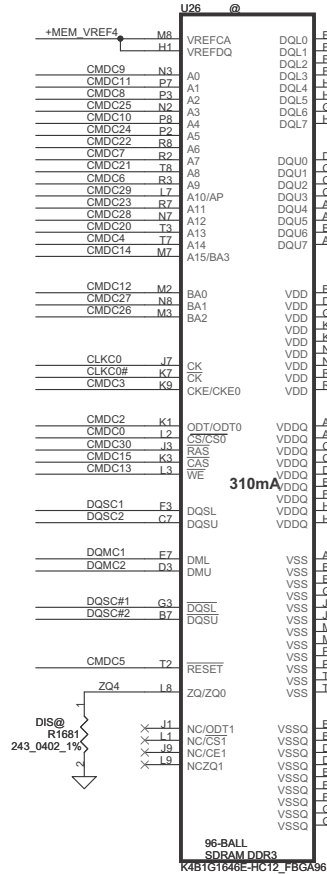 U26 @
+MEM_VREF4 M8 VREFCA DQL0
H1 VREFDQ DQL1
DQL2
CMDC9 N3 A0 DQL3
CMDC11 P7 A1 DQL4
CMDC8 P3 A2 DQL5
CMDC25 N2 A3 DQL6
CMDC10 P8 A4 DQL7
CMDC24 P2 A5
CMDC22 R8 A6
CMDC7 R2 A7 DQU0
CMDC21 T8 A8 DQU1
CMDC6 R3 A9 DQU2
CMDC29 L7 A10/AP DQU3
CMDC23 R7 A11 DQU4
CMDC28 N7 A12 DQU5
CMDC20 T3 A13 DQU6
CMDC4 T7 A14 DQU7
CMDC14 M7 A15/BA3
CMDC12 M2 BA0 VDD
CMDC27 N8 BA1 VDD
CMDC26 M3 BA2 VDD
VDD
VDD
VDD
CLKC0 J7 CK VDD
CLKC0# K7 CK VDD
CMDC3 K9 CKE/CKE0 VDD
CMDC2 K1 ODT/ODT0 VDDQ
CMDC0 L2 CS/CS0 VDDQ
CMDC30 J3 RAS VDDQ
CMDC15 K3 CAS VDDQ
CMDC13 L3 WE VDDQ
310mA VDDQ
VDDQ
DQSC1 F3 DQSL VDDQ
DQSC2 C7 DQSU VDDQ
DQMC1 E7 DML VSS
DQMC2 D3 DMU VSS
VSS
VSS
DQSC#1 G3 DQSL VSS
DQSC#2 B7 DQSU VSS
VSS
VSS
VSS
CMDC5 T2 RESET VSS
VSS
ZQ4 L8 ZQ/ZQ0 VSS
1
DIS@
R1681
243_0402_1%
2
J1 NC/ODT1 VSSQ
L1 NC/CS1 VSSQ
J9 NC/CE1 VSSQ
L9 NCZQ1 VSSQ
VSSQ
VSSQ
VSSQ
VSSQ
VSSQ
96-BALL
SDRAM DDR3
K4B1G1646E-HC12_FBGA96